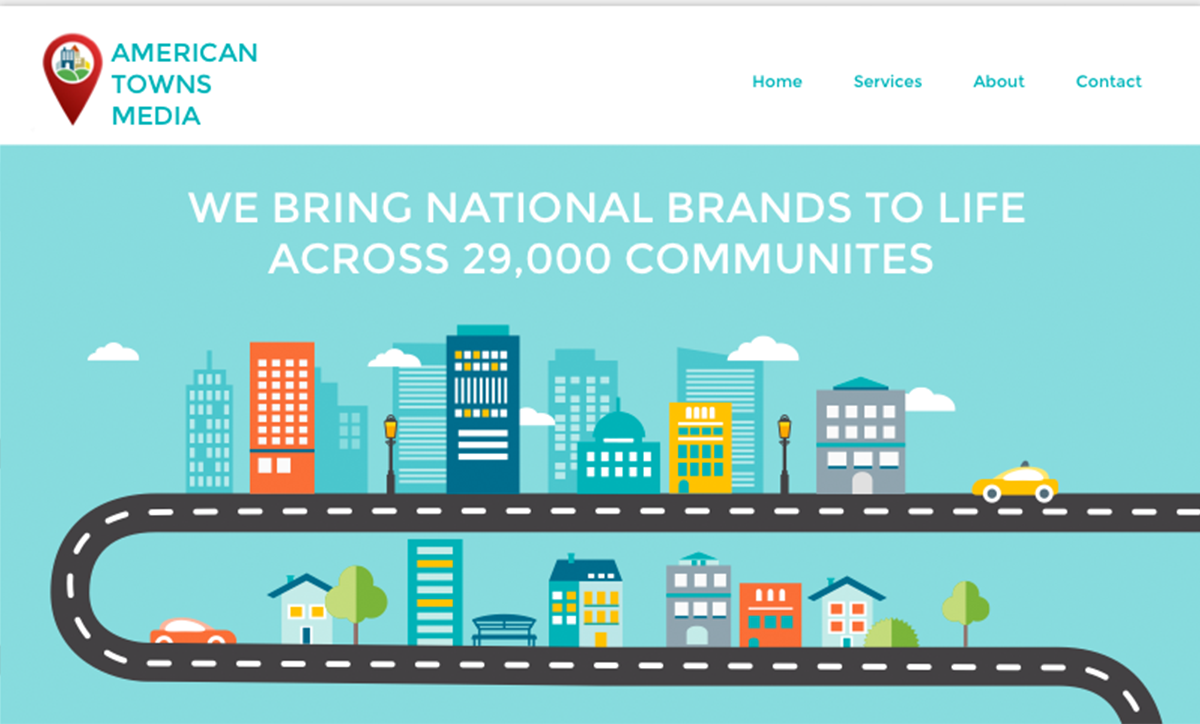 AMERICAN
TOWNS
MEDIA
Home Services About Contact
WE BRING NATIONAL BRANDS TO LIFE
ACROSS 29,000 COMMUNITES